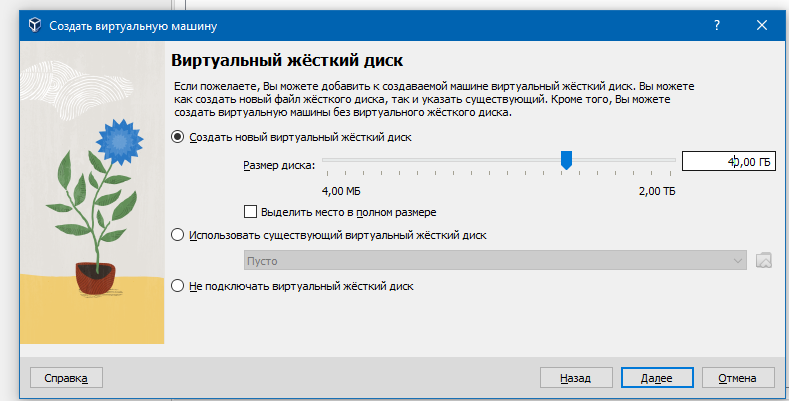 Создать виртуальную машину
Виртуальный жёсткий диск
Если пожелаете, Вы можете добавить к создаваемой машине виртуальный жёсткий диск. Вы можете
как создать новый файл жёсткого диска, так и указать существующий. Кроме того, Вы можете
создать виртуальную машины без виртуального жёсткого диска.
Создать новый виртуальный жёсткий диск
Размер диска:
40,00 ГБ
4,00 МБ
2,00 ТБ
Выделить место в полном размере
Использовать существующий виртуальный жёсткий диск
Пусто
Не подключать виртуальный жёсткий диск
Справка
Назад
Далее
Отмена